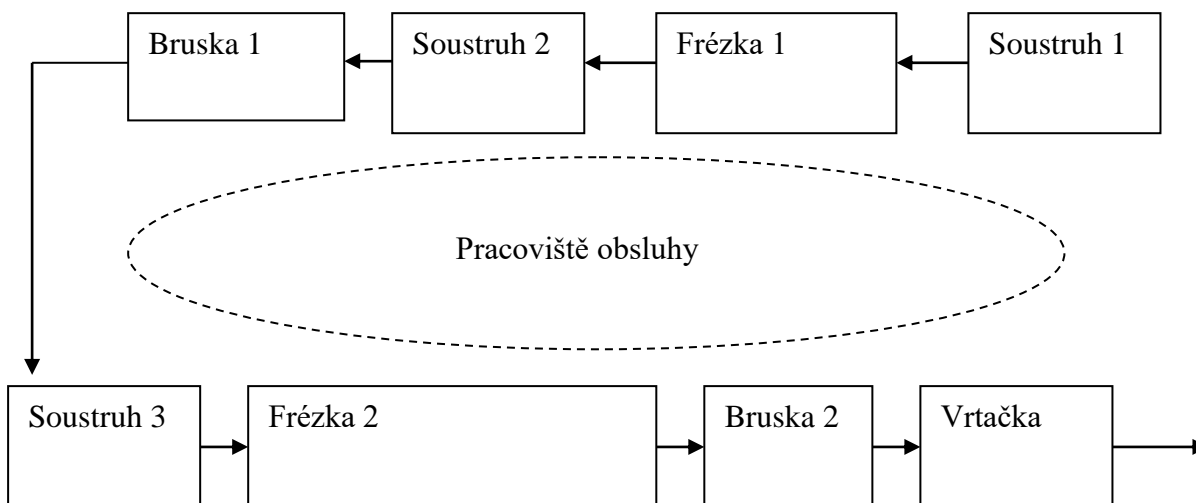 Bruska 1
Soustruh 2
Frézka 1
Soustruh 1
Pracoviště obsluhy
Soustruh 3
Frézka 2
Bruska 2
Vrtačka